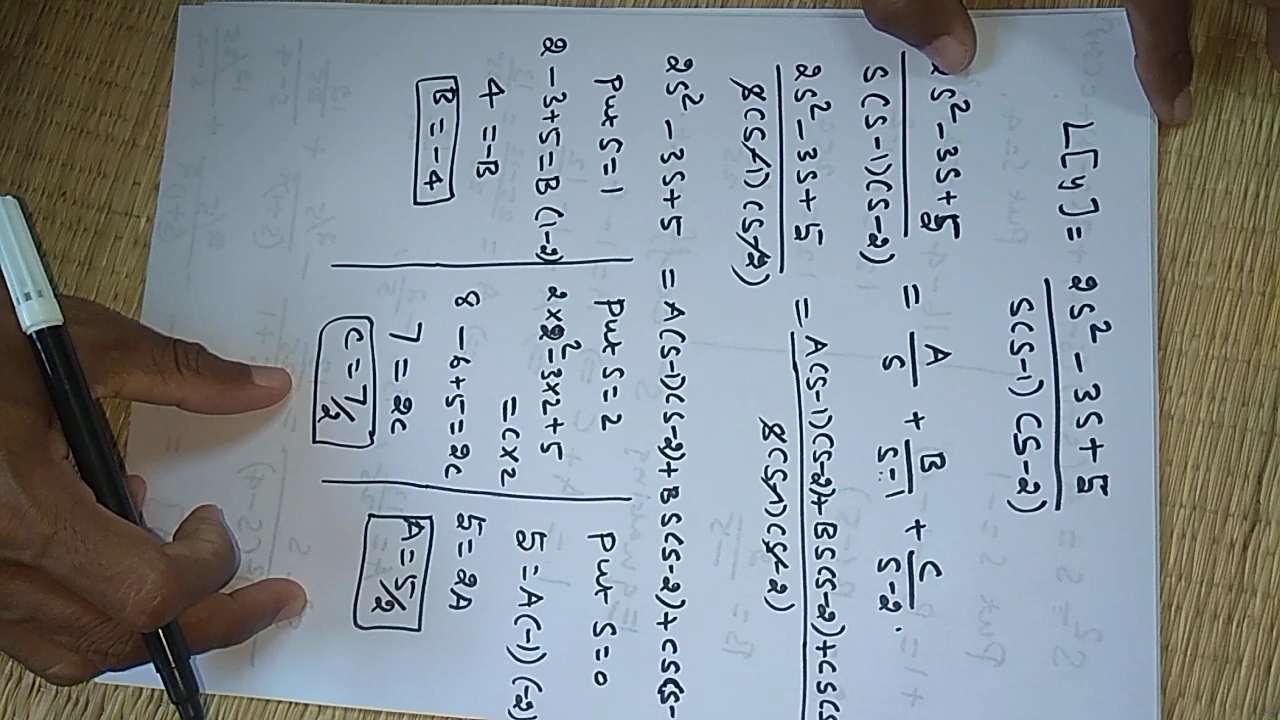 L[y] = 2s² - 3s + 5 / s(s-1)(s-2)
2s² - 3s + 5 / s(s-1)(s-2) = A/s + B/s-1 + C/s-2.
2s² - 3s + 5 / s(s-1)(s-2) = A(s-1)(s-2) + Bs(s-2) + Cs(s / s(s-1)(s-2)
2s² - 3s + 5 = A(s-1)(s-2) + Bs(s-2) + Cs(s-
Put s = 1
2 - 3 + 5 = B(1-2)
4 = -B
B = -4
Put s = 2
2×2² - 3×2 + 5
= C×2
8 - 6 + 5 = 2c
7 = 2c
C = 7/2
Put s = 0
5 = A(-1)(-2)
5 = 2A
A = 5/2